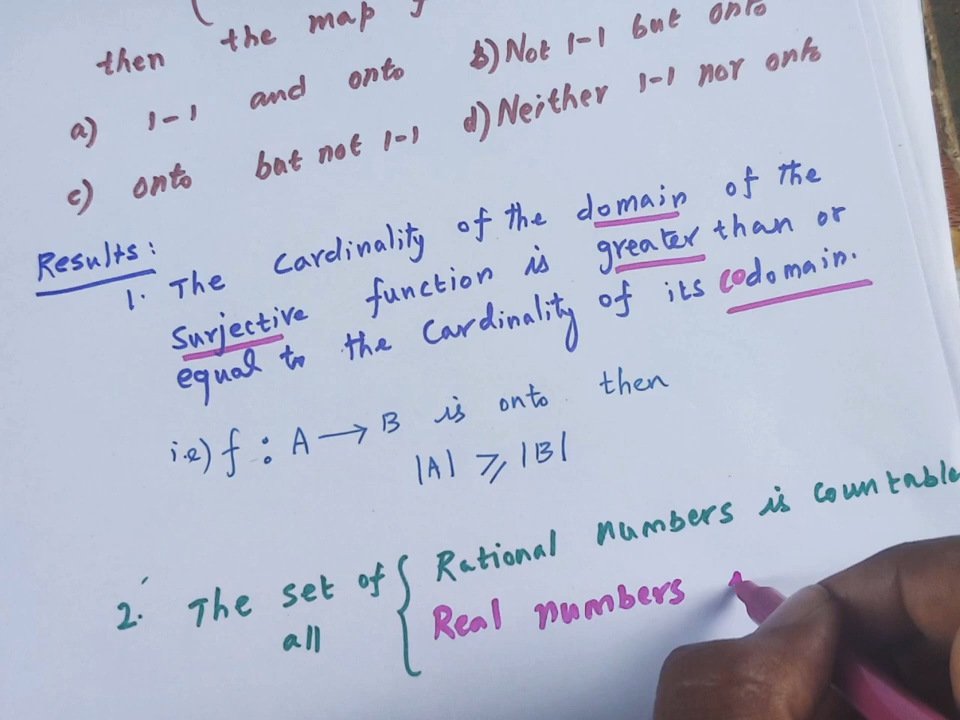 then the map
a) 1-1 and onto b) Not 1-1 but onto
c) onto but not 1-1 d) Neither 1-1 nor onto
Results:
1. The cardinality of the domain of the
surjective function is greater than or
equal to the cardinality of its codomain.
i.e) f : A → B is onto then
|A| ⩾ |B|
2. The set of { Rational numbers is countable
all Real numbers